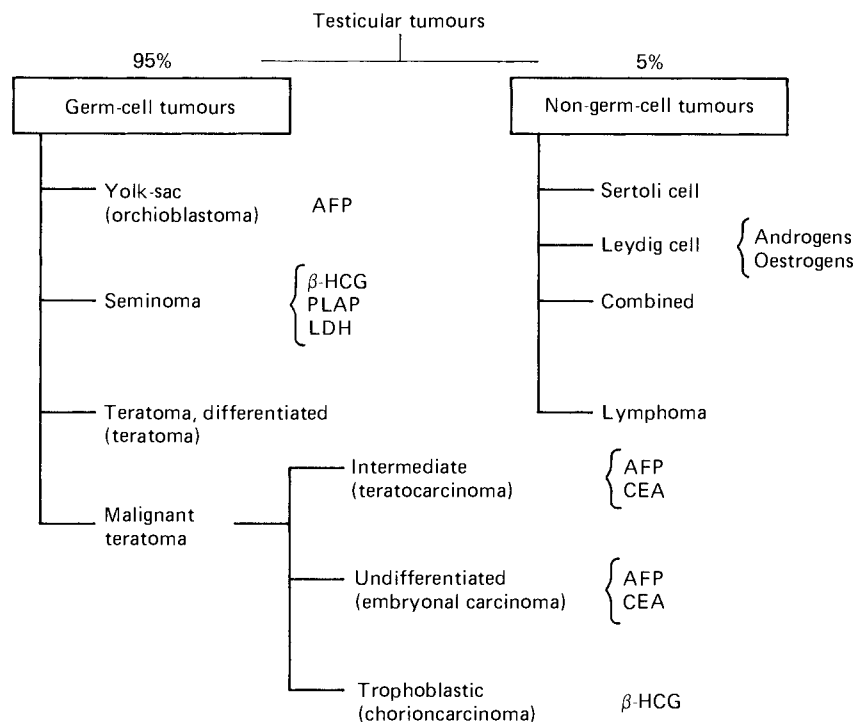 Testicular tumours
95%
5%
Germ-cell tumours
Non-germ-cell tumours
Yolk-sac
(orchioblastoma)
AFP
Seminoma
β-HCG
PLAP
LDH
Teratoma, differentiated
(teratoma)
Malignant
teratoma
Intermediate
(teratocarcinoma)
AFP
CEA
Undifferentiated
(embryonal carcinoma)
AFP
CEA
Trophoblastic
(chorioncarcinoma)
β-HCG
Sertoli cell
Leydig cell
Androgens
Oestrogens
Combined
Lymphoma